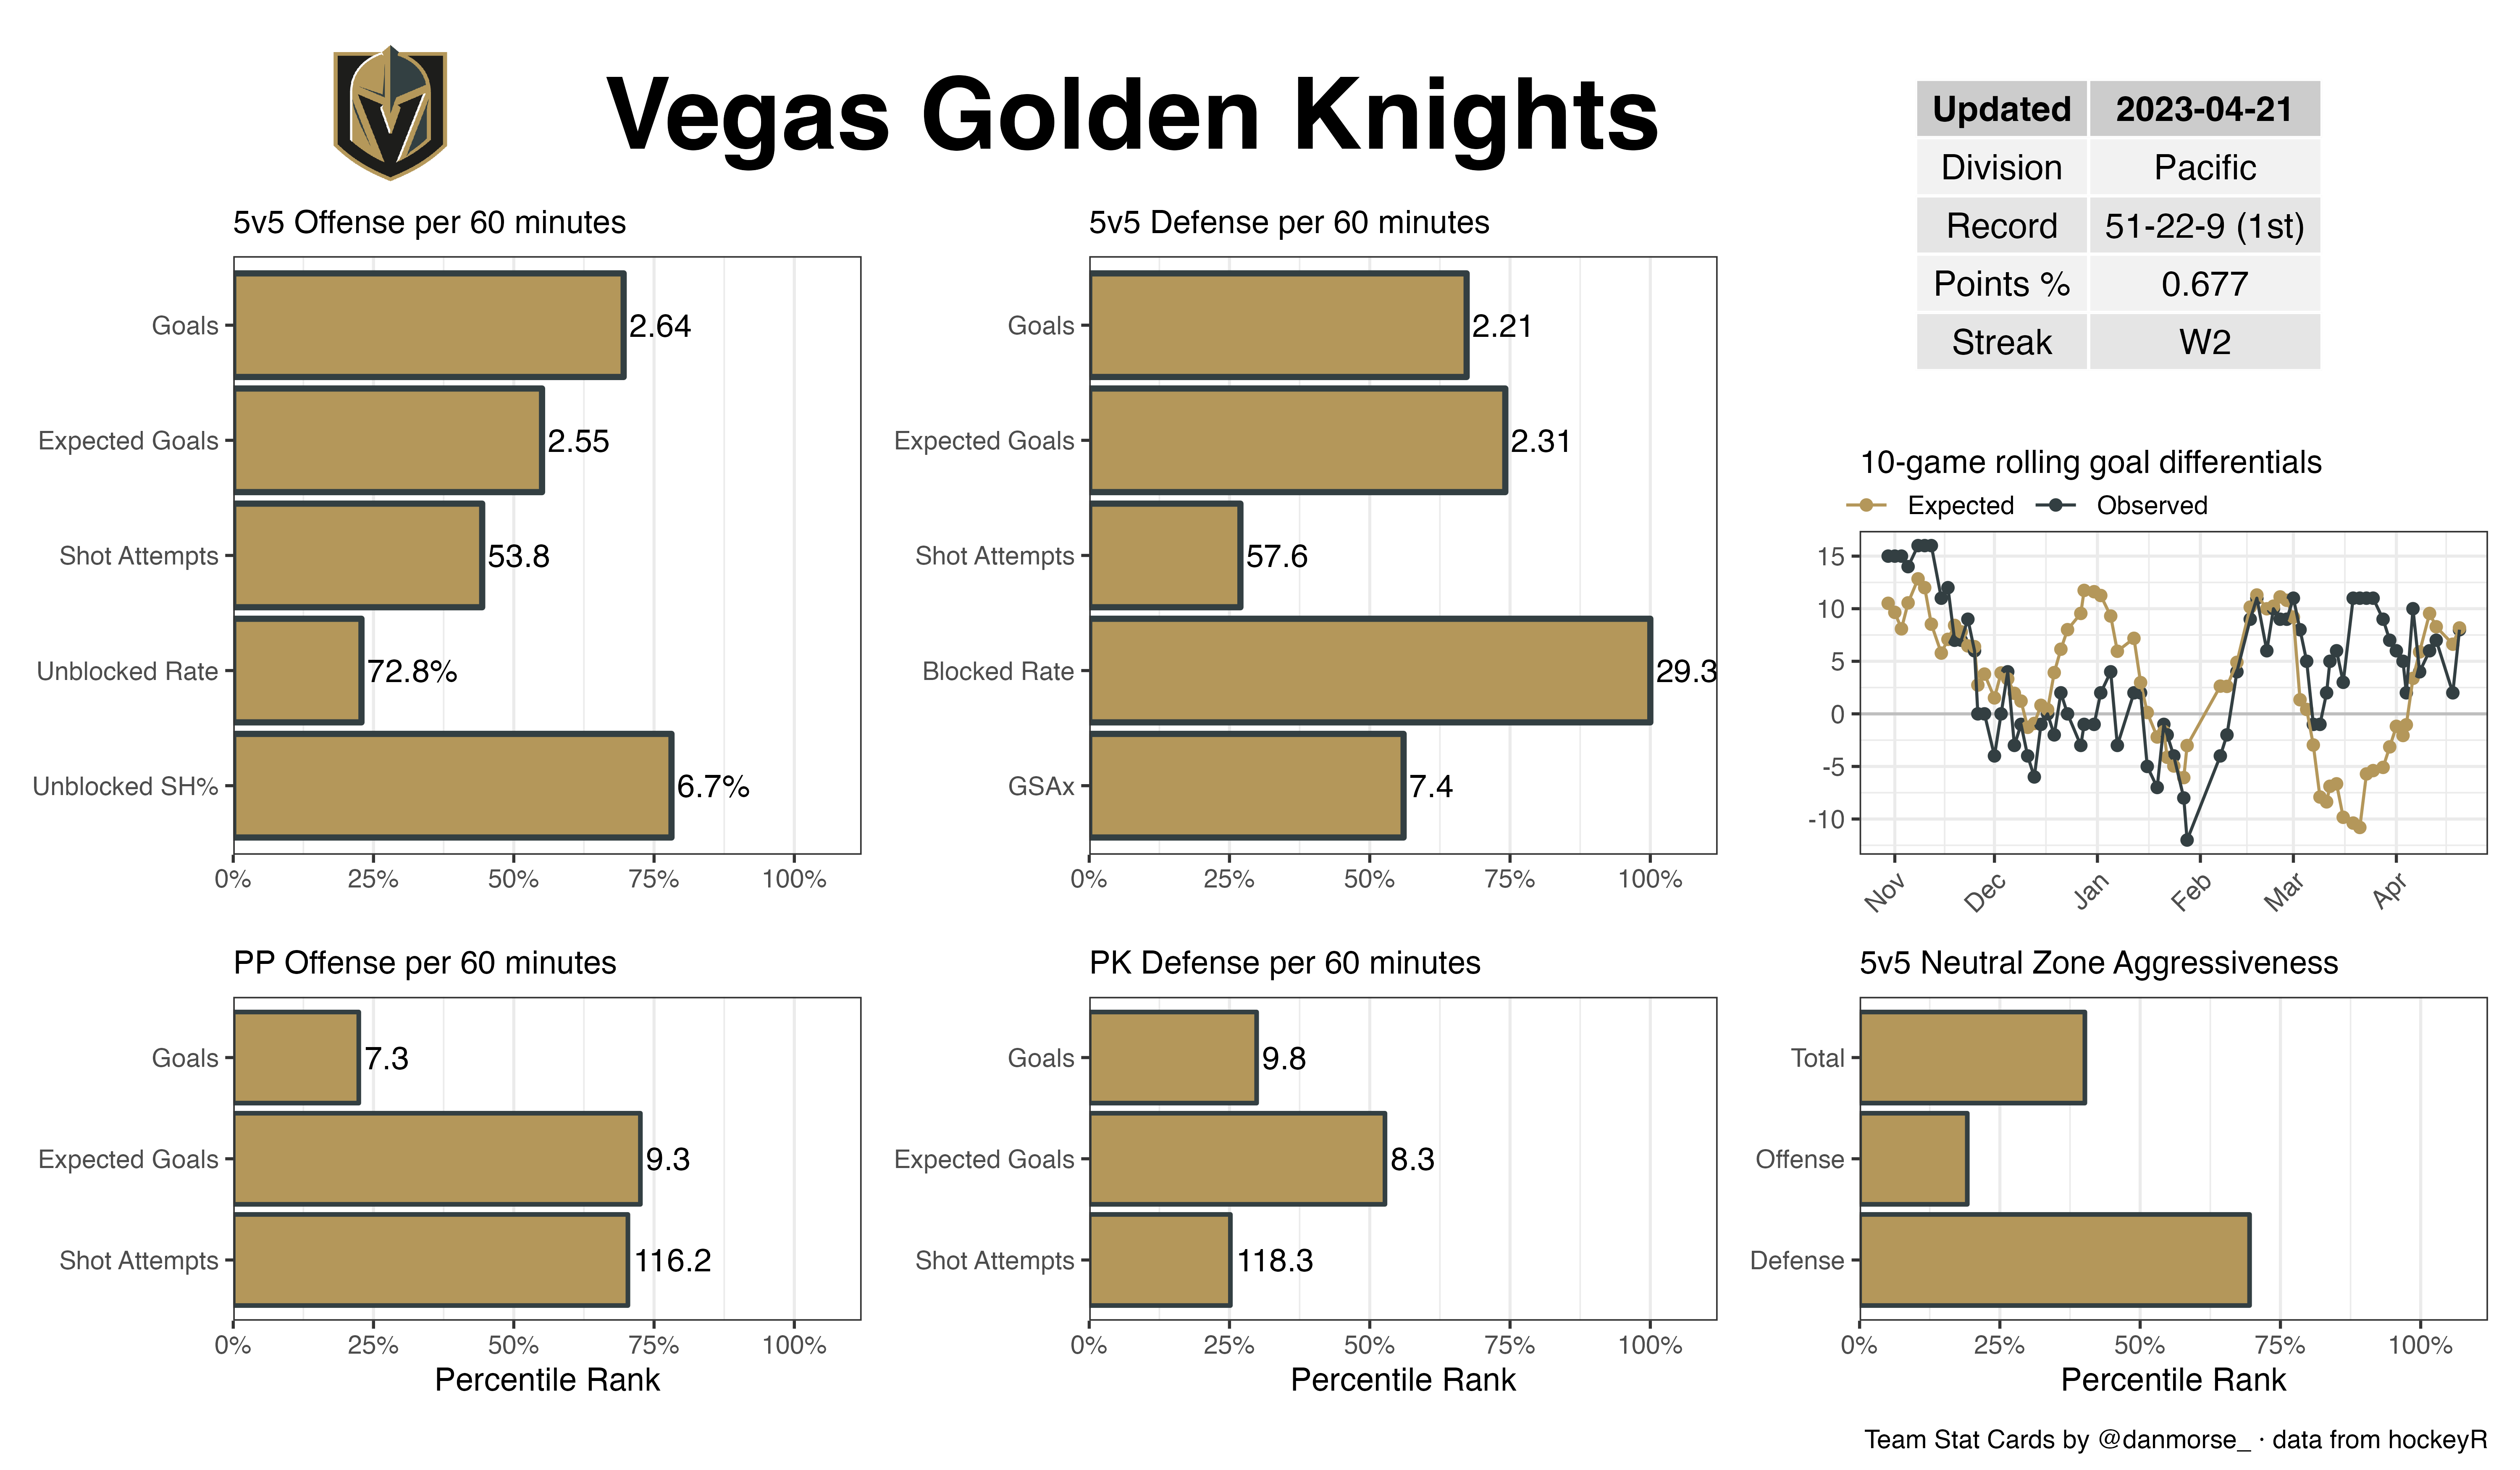 Vegas Golden Knights
Updated 2023-04-21
Division Pacific
Record 51-22-9 (1st)
Points % 0.677
Streak W2
5v5 Offense per 60 minutes
Goals 2.64
Expected Goals 2.55
Shot Attempts 53.8
Unblocked Rate 72.8%
Unblocked SH% 6.7%
0% 25% 50% 75% 100%
5v5 Defense per 60 minutes
Goals 2.21
Expected Goals 2.31
Shot Attempts 57.6
Blocked Rate 29.3
GSAx 7.4
0% 25% 50% 75% 100%
10-game rolling goal differentials
Expected Observed
15
10
5
0
-5
-10
Nov Dec Jan Feb Mar Apr
PP Offense per 60 minutes
Goals 7.3
Expected Goals 9.3
Shot Attempts 116.2
0% 25% 50% 75% 100%
Percentile Rank
PK Defense per 60 minutes
Goals 9.8
Expected Goals 8.3
Shot Attempts 118.3
0% 25% 50% 75% 100%
Percentile Rank
5v5 Neutral Zone Aggressiveness
Total
Offense
Defense
0% 25% 50% 75% 100%
Percentile Rank
Team Stat Cards by @danmorse_ · data from hockeyR